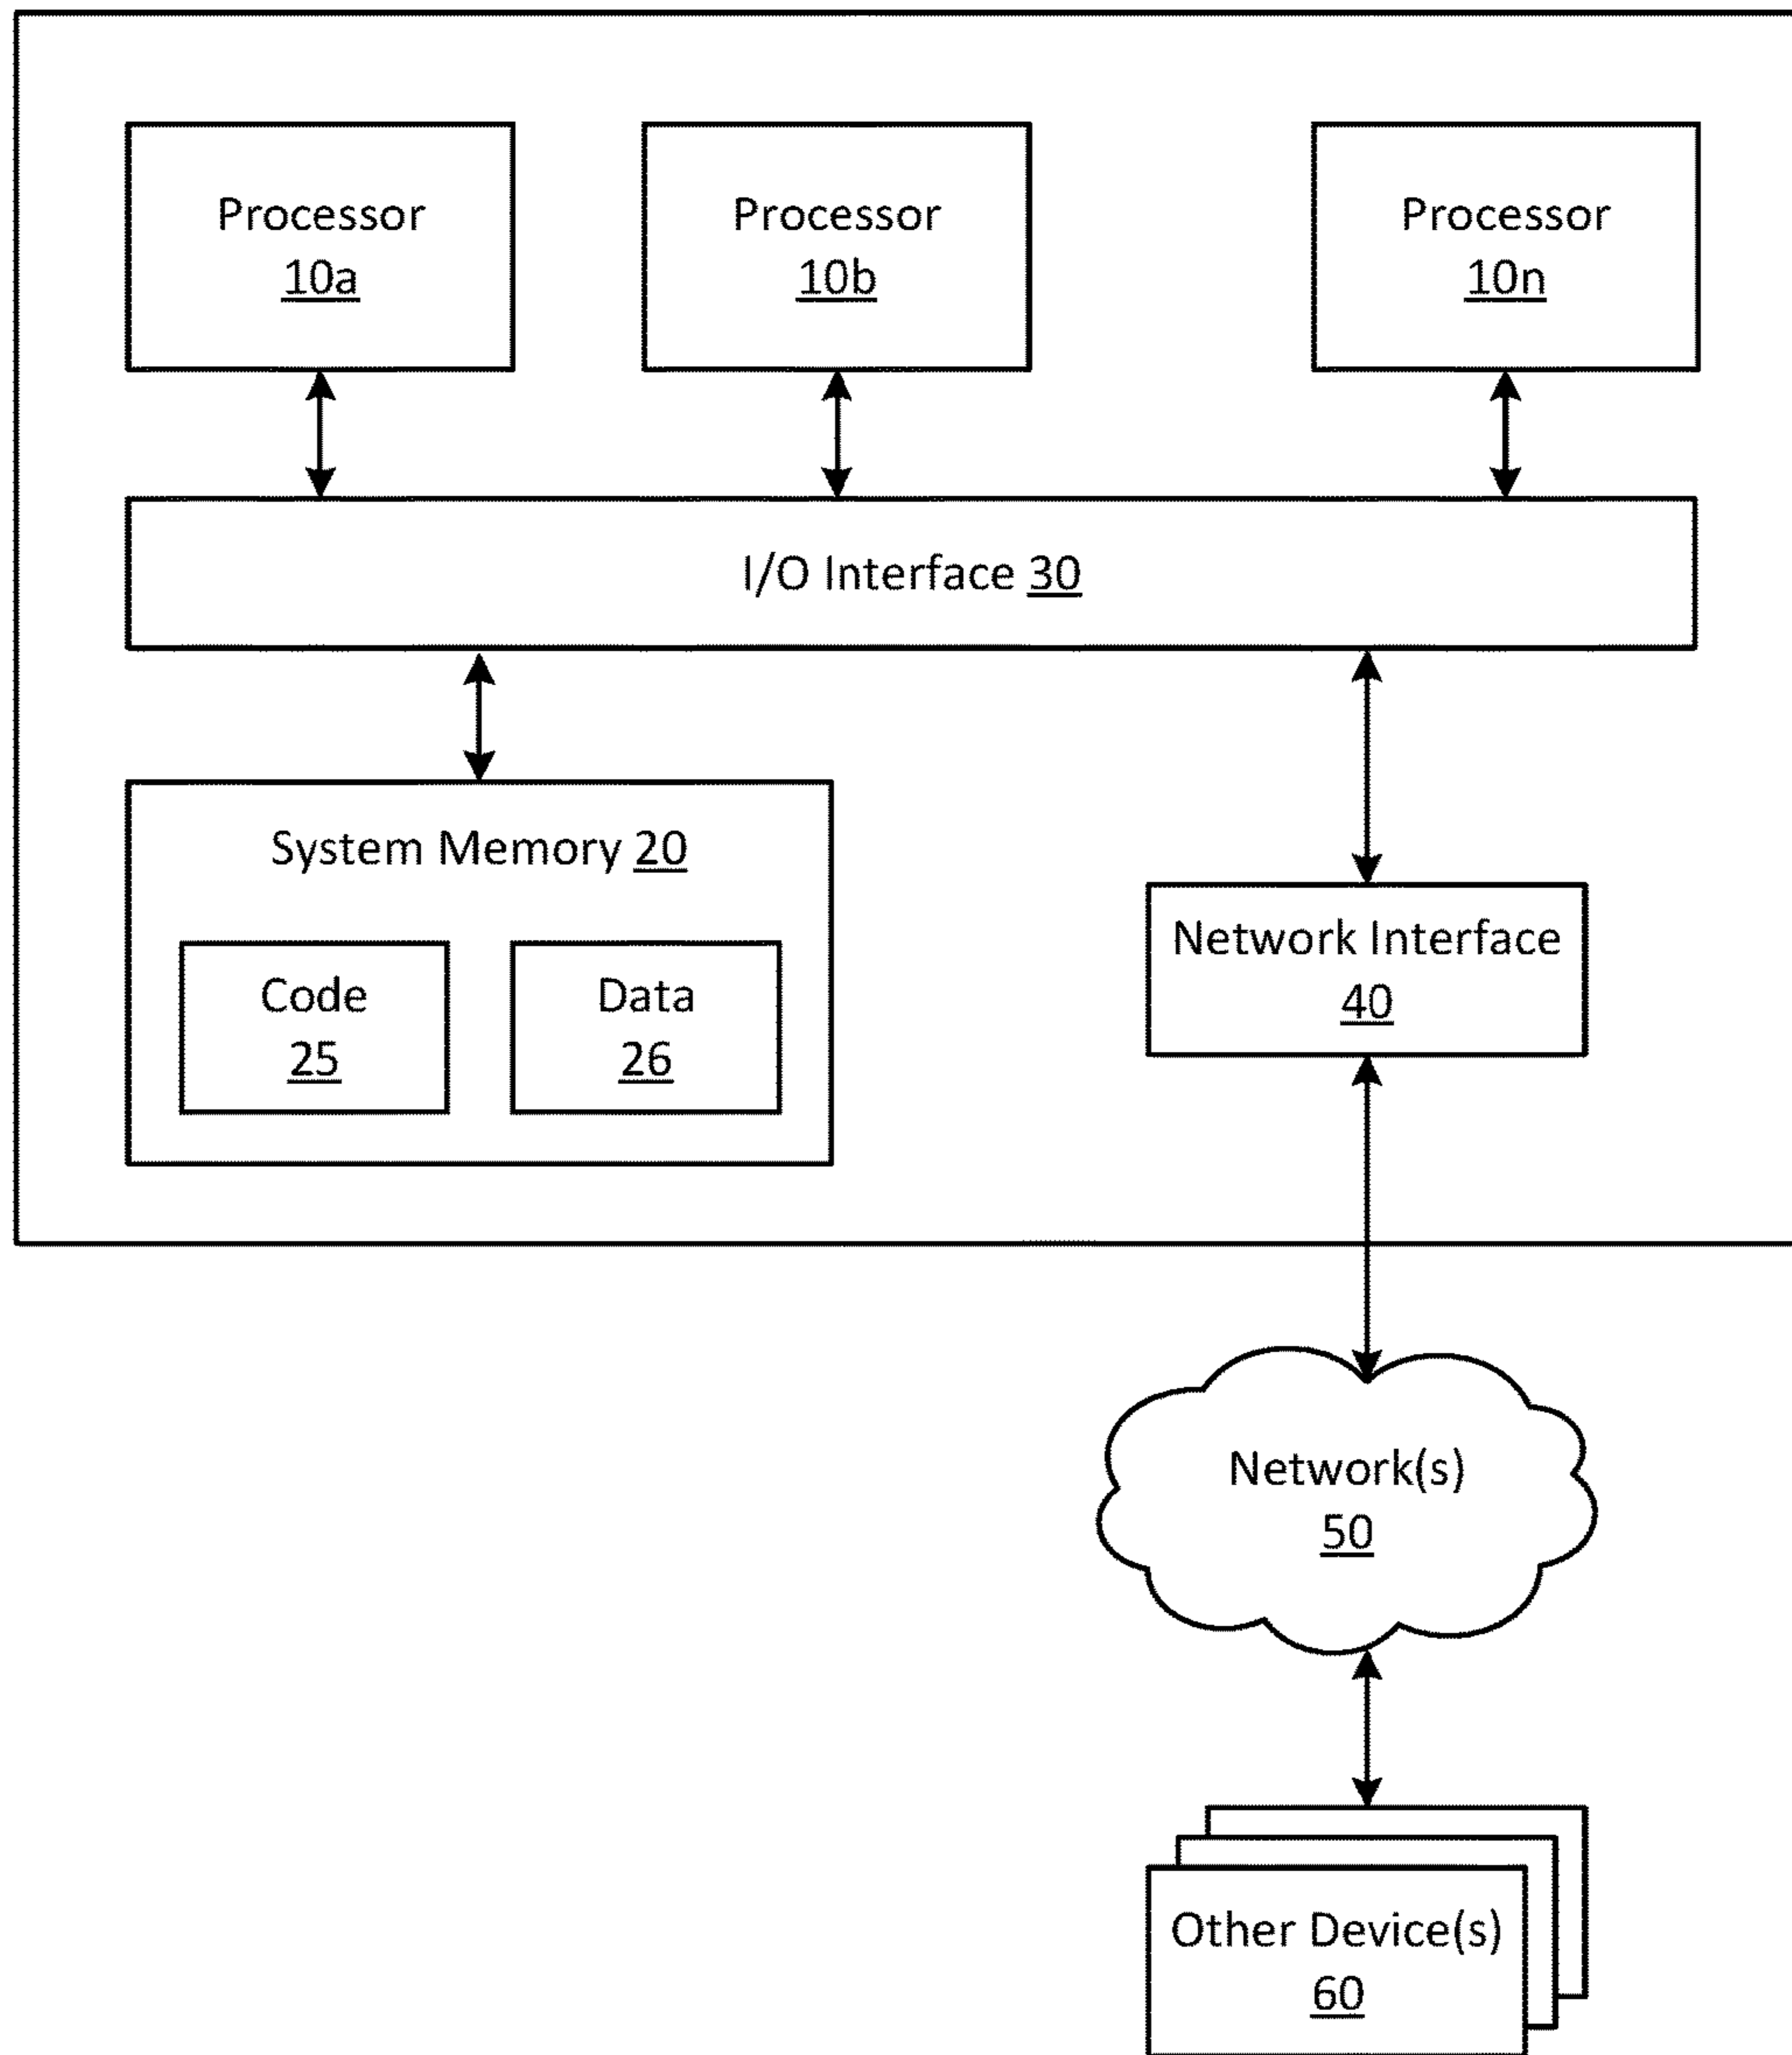 Processor
10a
Processor
10b
Processor
10n
I/O Interface 30
System Memory 20
Code
25
Data
26
Network Interface
40
Network(s)
50
Other Device(s)
60